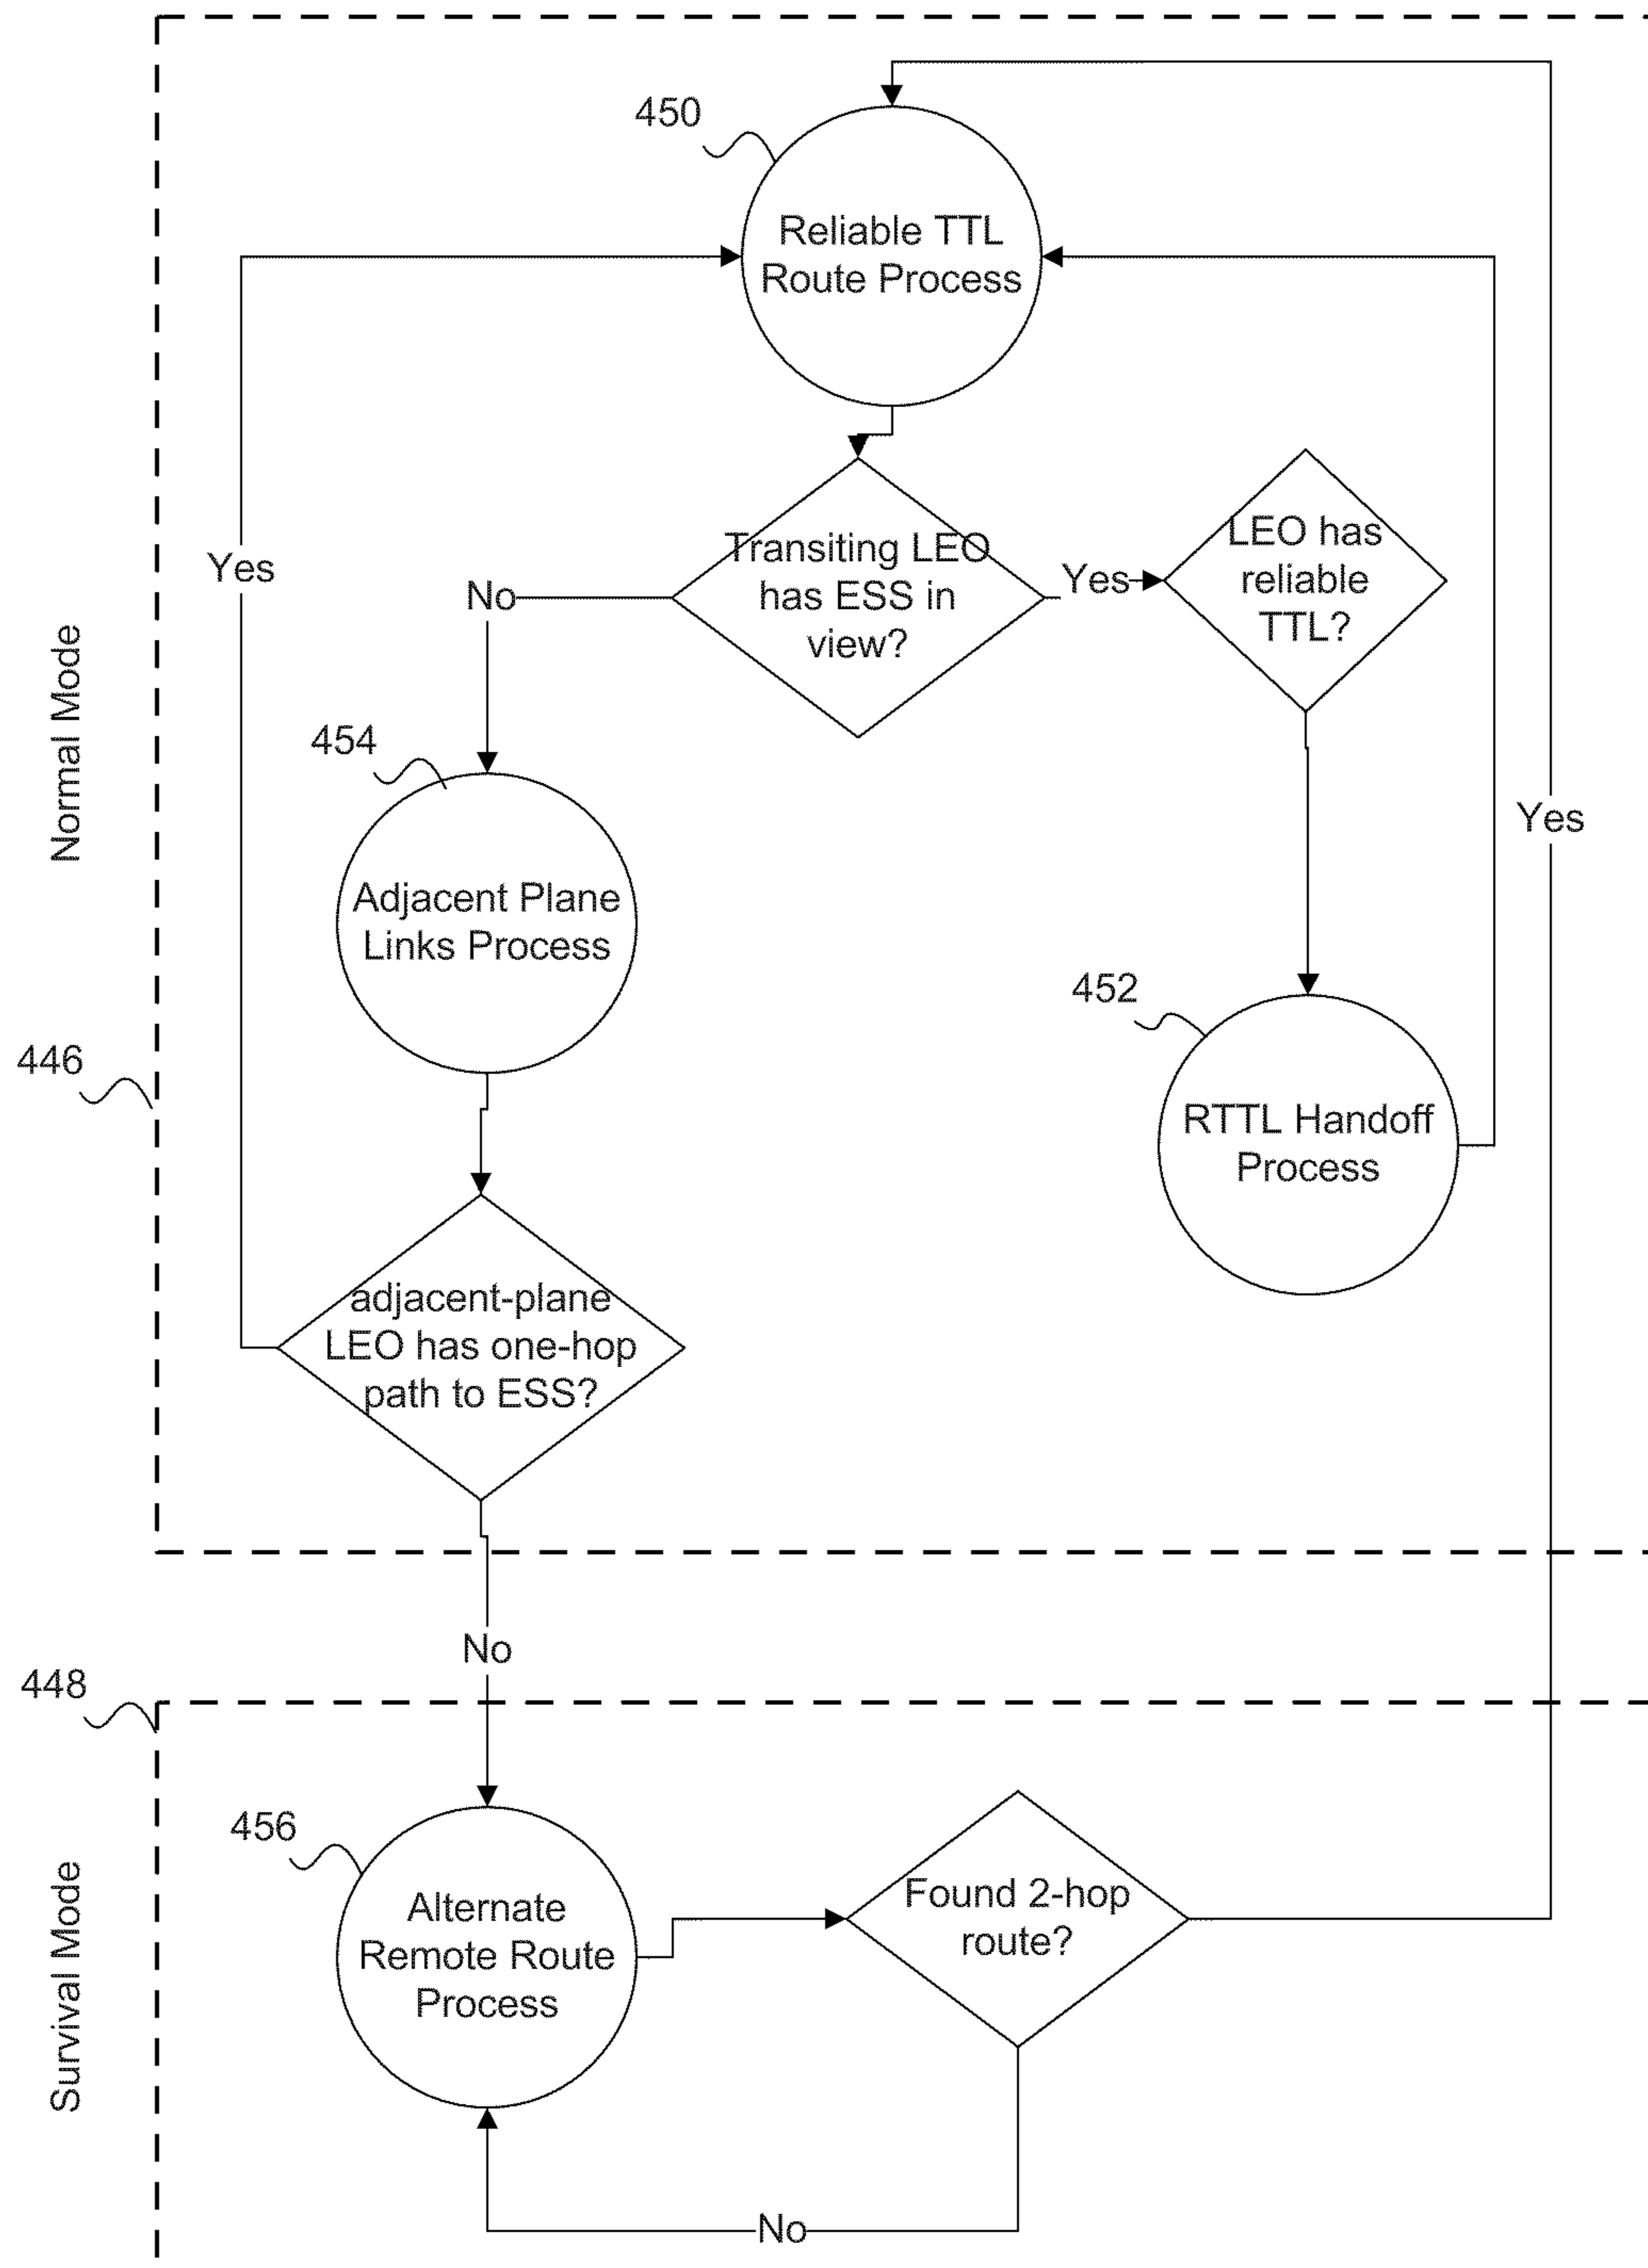 450
Reliable TTL
Route Process
Transiting LEO
has ESS in
view?
Yes
LEO has
reliable
TTL?
No
Yes
Normal Mode
454
Adjacent Plane
Links Process
Yes
452
RTTL Handoff
Process
446
adjacent-plane
LEO has one-hop
path to ESS?
No
448
456
Alternate
Remote Route
Process
Found 2-hop
route?
Survival Mode
No